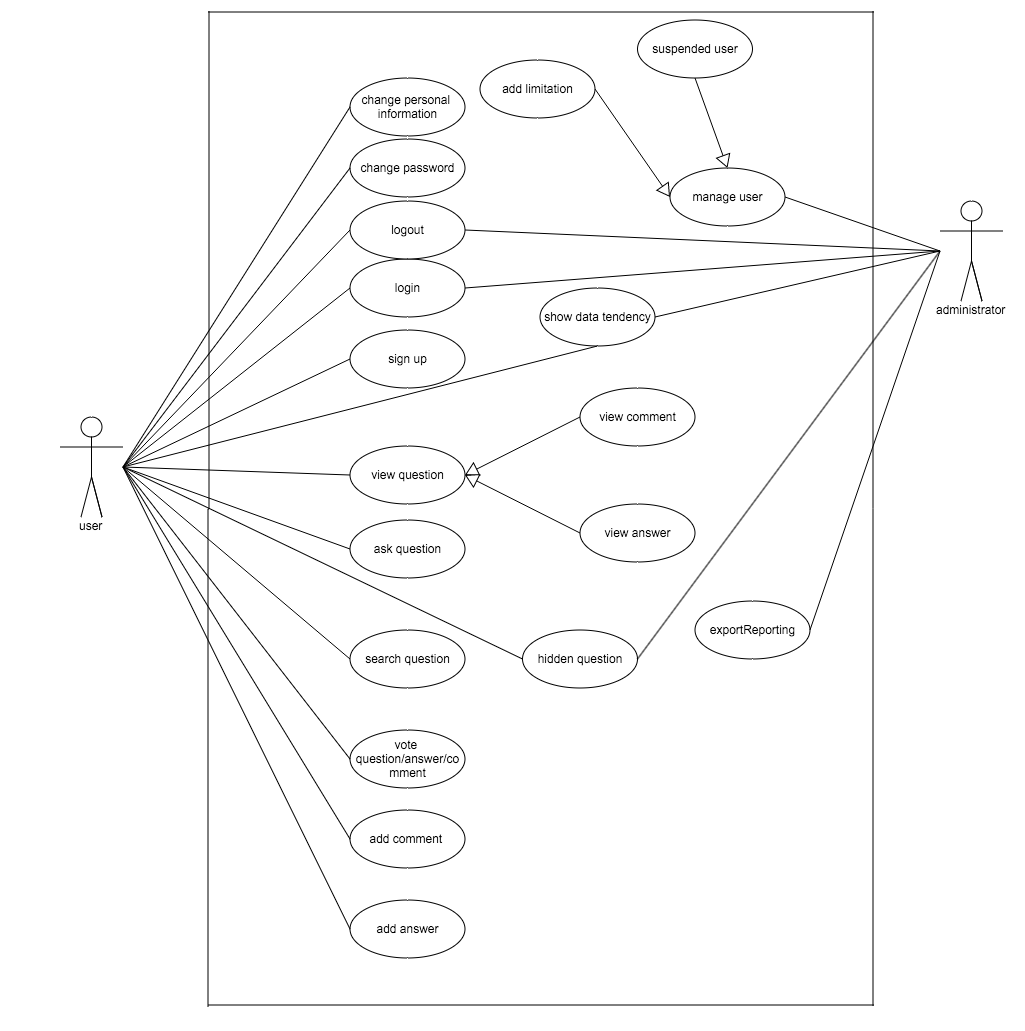 suspended user
add limitation
change personal
information
change password
manage user
logout
login
administrator
show data tendency
sign up
view comment
view question
user
view answer
ask question
exportReporting
search question
hidden question
vote
question/answer/co
mment
add comment
add answer